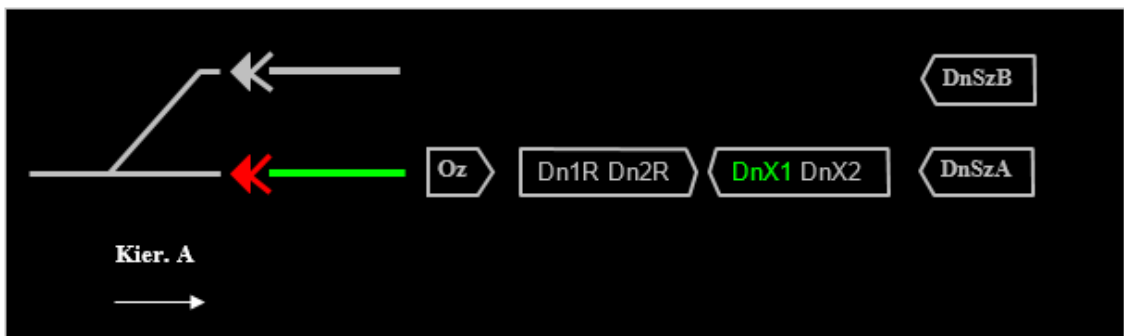 DnSzB
Oz Dn1R Dn2R DnX1 DnX2 DnSzA
Kier. A